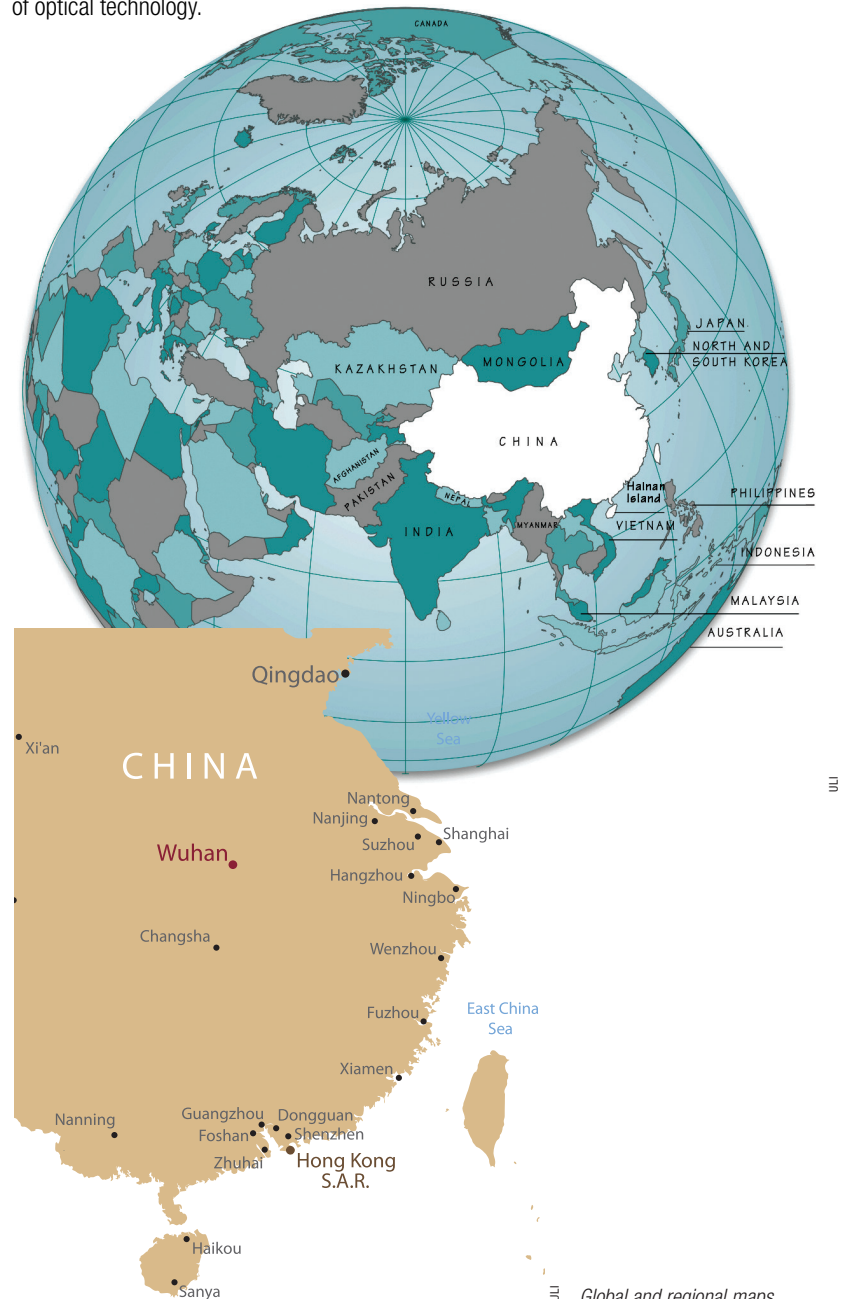 of optical technology.
CANADA
RUSSIA
JAPAN
NORTH AND
SOUTH KOREA
MONGOLIA
KAZAKHSTAN
CHINA
AFGHANISTAN
PAKISTAN
NEPAL
Hainan
Island
PHILIPPINES
INDIA
MYANMAR
VIETNAM
INDONESIA
MALAYSIA
AUSTRALIA
Qingdao
Yellow
Sea
Xi'an
CHINA
ULI
Nantong
Nanjing
Shanghai
Suzhou
Wuhan
Hangzhou
Ningbo
Changsha
Wenzhou
Fuzhou
East China
Sea
Xiamen
Guangzhou
Dongguan
Nanning
Foshan
Shenzhen
Zhuhai
Hong Kong
S.A.R.
Haikou
Sanya
ULI
Global and regional maps